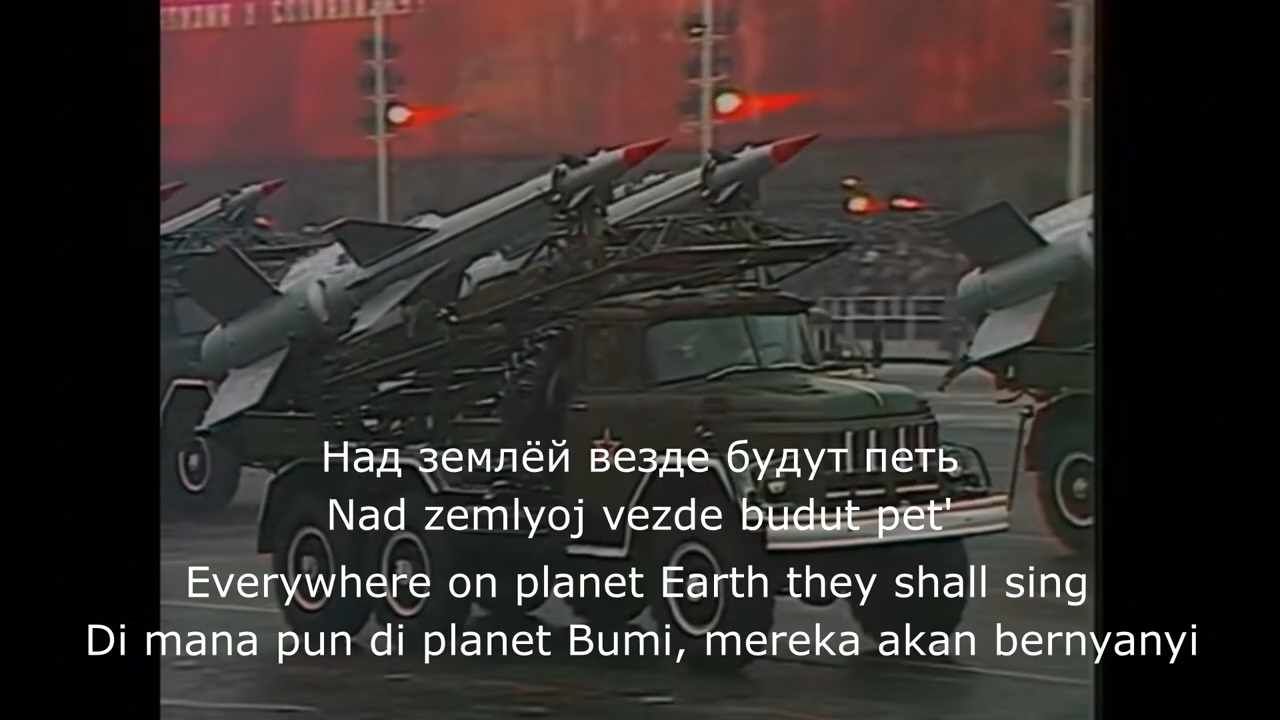 Над землёй везде будут петь
Nad zemlyoj vezde budut pet'
Everywhere on planet Earth they shall sing
Di mana pun di planet Bumi, mereka akan bernyanyi